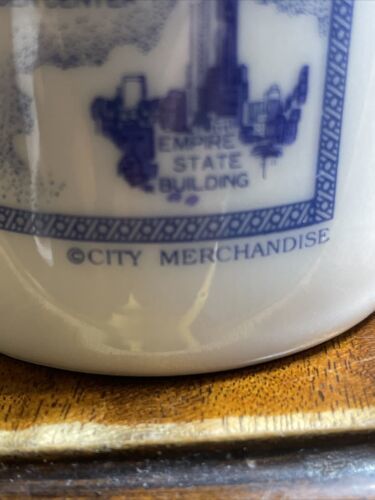 EMPIRE
STATE
BUILDING
©CITY MERCHANDISE